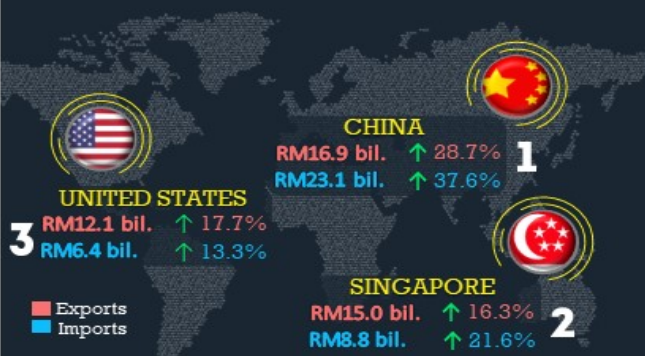 CHINA
RM16.9 bil. ↑ 28.7%
RM23.1 bil. ↑ 37.6%
1
UNITED STATES
RM12.1 bil. ↑ 17.7%
RM6.4 bil. ↑ 13.3%
3
SINGAPORE
RM15.0 bil. ↑ 16.3%
RM8.8 bil. ↑ 21.6%
2
Exports
Imports